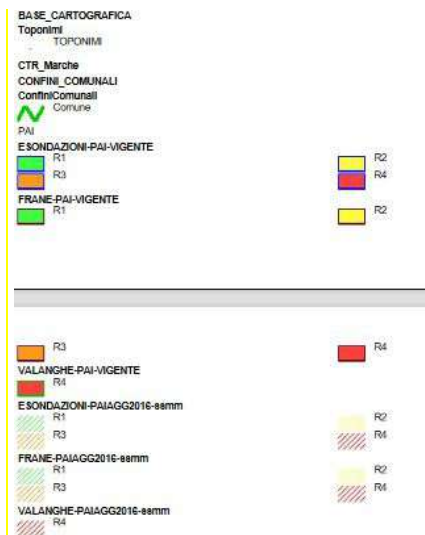 BASE_CARTOGRAFICA
Toponimi
TOPONIMI
CTR_Marche
CONFINI_COMUNALI
ConfiniComunali
Comune
PAI
ESONDAZIONI-PAI-VIGENTE
R1 R2
R3 R4
FRANE-PAI-VIGENTE
R1 R2
R3 R4
VALANGHE-PAI-VIGENTE
R4
ESONDAZIONI-PAIAGG2016-ssmm
R1 R2
R3 R4
FRANE-PAIAGG2016-ssmm
R1 R2
R3 R4
VALANGHE-PAIAGG2016-ssmm
R4